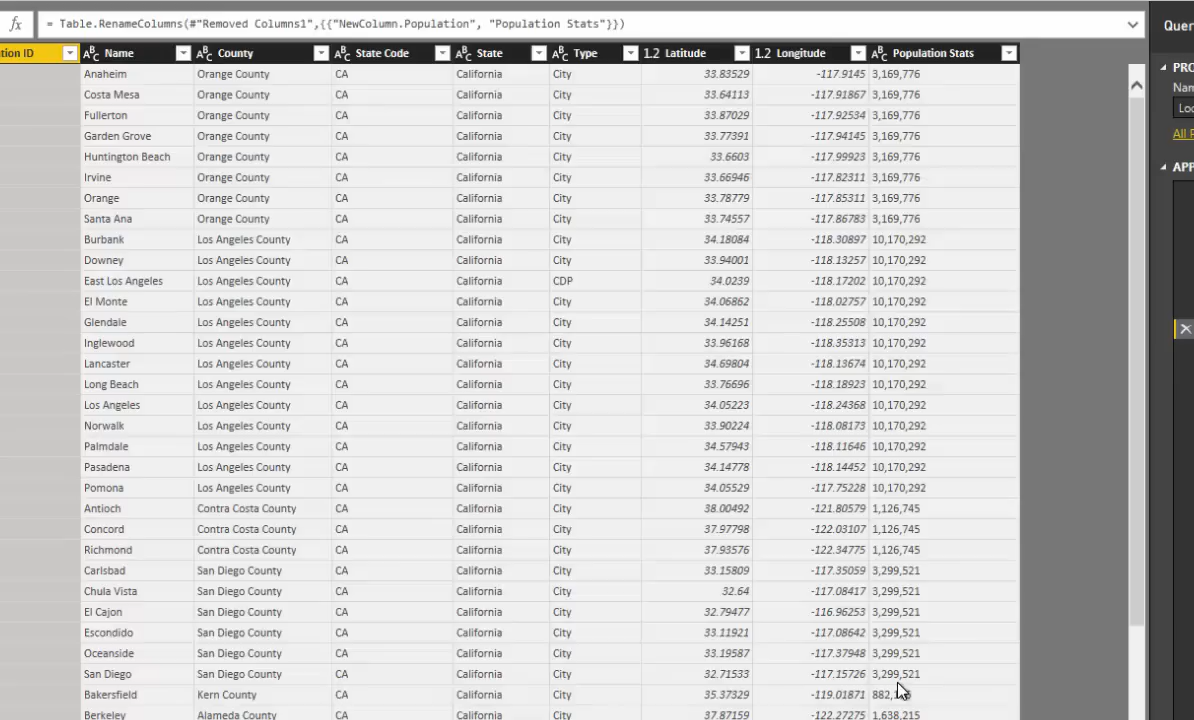 fx = Table.RenameColumns(#"Removed Columns1",{{"NewColumn.Population", "Population Stats"}})
tion ID ABC Name ABC County ABC State Code ABC State ABC Type 1.2 Latitude 1.2 Longitude ABC Population Stats
Anaheim Orange County CA California City 33.83529 -117.9145 3,169,776
Costa Mesa Orange County CA California City 33.64113 -117.91867 3,169,776
Fullerton Orange County CA California City 33.87029 -117.92534 3,169,776
Garden Grove Orange County CA California City 33.77391 -117.94145 3,169,776
Huntington Beach Orange County CA California City 33.6603 -117.99923 3,169,776
Irvine Orange County CA California City 33.66946 -117.82311 3,169,776
Orange Orange County CA California City 33.78779 -117.85311 3,169,776
Santa Ana Orange County CA California City 33.74557 -117.86783 3,169,776
Burbank Los Angeles County CA California City 34.18084 -118.30897 10,170,292
Downey Los Angeles County CA California City 33.94001 -118.13257 10,170,292
East Los Angeles Los Angeles County CA California CDP 34.0239 -118.17202 10,170,292
El Monte Los Angeles County CA California City 34.06862 -118.02757 10,170,292
Glendale Los Angeles County CA California City 34.14251 -118.25508 10,170,292
Inglewood Los Angeles County CA California City 33.96168 -118.35313 10,170,292
Lancaster Los Angeles County CA California City 34.69804 -118.13674 10,170,292
Long Beach Los Angeles County CA California City 33.76696 -118.18923 10,170,292
Los Angeles Los Angeles County CA California City 34.05223 -118.24368 10,170,292
Norwalk Los Angeles County CA California City 33.90224 -118.08173 10,170,292
Palmdale Los Angeles County CA California City 34.57943 -118.11646 10,170,292
Pasadena Los Angeles County CA California City 34.14778 -118.14452 10,170,292
Pomona Los Angeles County CA California City 34.05529 -117.75228 10,170,292
Antioch Contra Costa County CA California City 38.00492 -121.80579 1,126,745
Concord Contra Costa County CA California City 37.97798 -122.03107 1,126,745
Richmond Contra Costa County CA California City 37.93576 -122.34775 1,126,745
Carlsbad San Diego County CA California City 33.15809 -117.35059 3,299,521
Chula Vista San Diego County CA California City 32.64 -117.08417 3,299,521
El Cajon San Diego County CA California City 32.79477 -116.96253 3,299,521
Escondido San Diego County CA California City 33.11921 -117.08642 3,299,521
Oceanside San Diego County CA California City 33.19587 -117.37948 3,299,521
San Diego San Diego County CA California City 32.71533 -117.15726 3,299,521
Bakersfield Kern County CA California City 35.37329 -119.01871
Berkeley Alameda County CA California City 37.87159 -122.27275 1,638,215
Quer
PRO
Nam
Loc
All P
APP